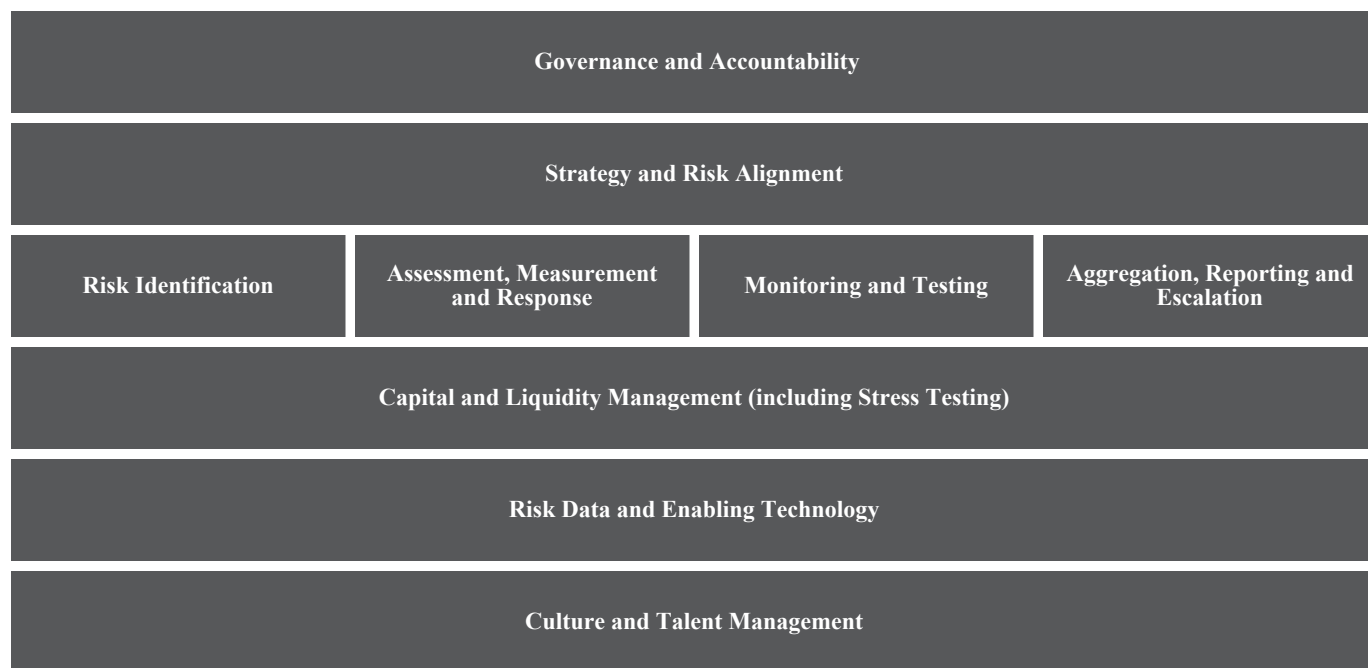 Governance and Accountability
Strategy and Risk Alignment
Risk Identification
Assessment, Measurement
and Response
Monitoring and Testing
Aggregation, Reporting and
Escalation
Capital and Liquidity Management (including Stress Testing)
Risk Data and Enabling Technology
Culture and Talent Management